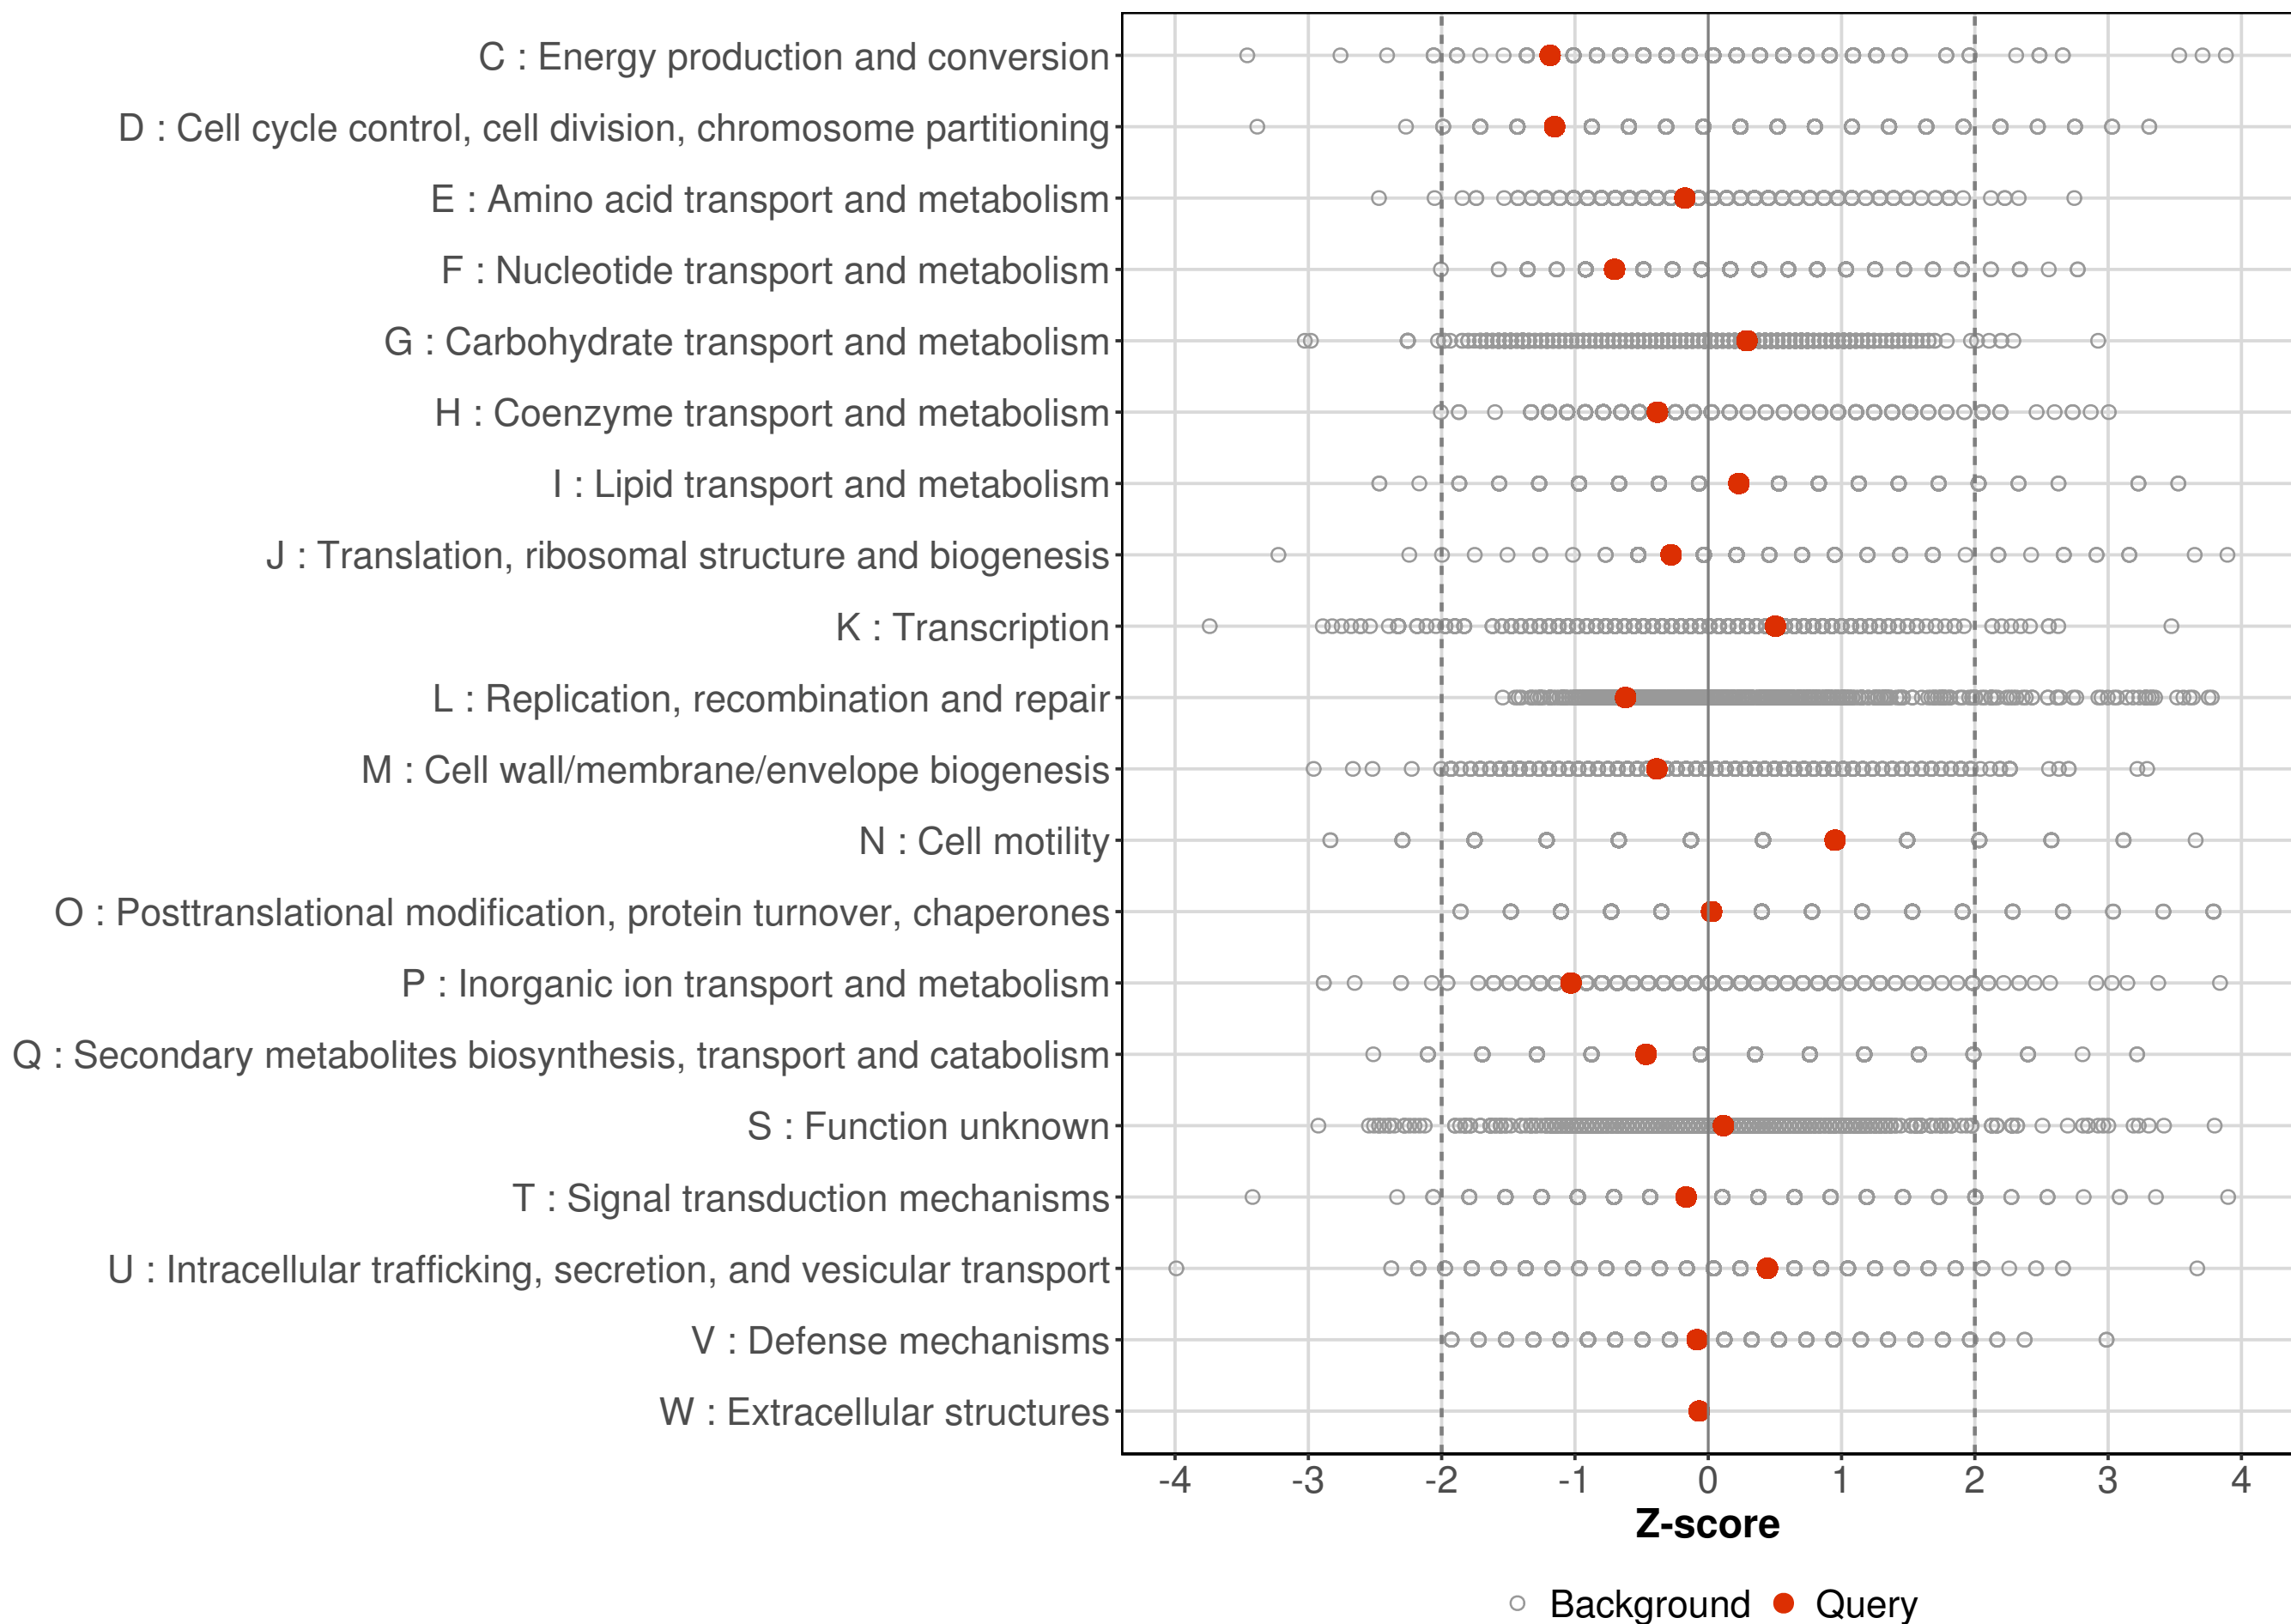 C : Energy production and conversion
D : Cell cycle control, cell division, chromosome partitioning
E : Amino acid transport and metabolism
F : Nucleotide transport and metabolism
G : Carbohydrate transport and metabolism
H : Coenzyme transport and metabolism
I : Lipid transport and metabolism
J : Translation, ribosomal structure and biogenesis
K : Transcription
L : Replication, recombination and repair
M : Cell wall/membrane/envelope biogenesis
N : Cell motility
O : Posttranslational modification, protein turnover, chaperones
P : Inorganic ion transport and metabolism
Q : Secondary metabolites biosynthesis, transport and catabolism
S : Function unknown
T : Signal transduction mechanisms
U : Intracellular trafficking, secretion, and vesicular transport
V : Defense mechanisms
W : Extracellular structures
-4 -3 -2 -1 0 1 2 3 4
Z-score
Background Query